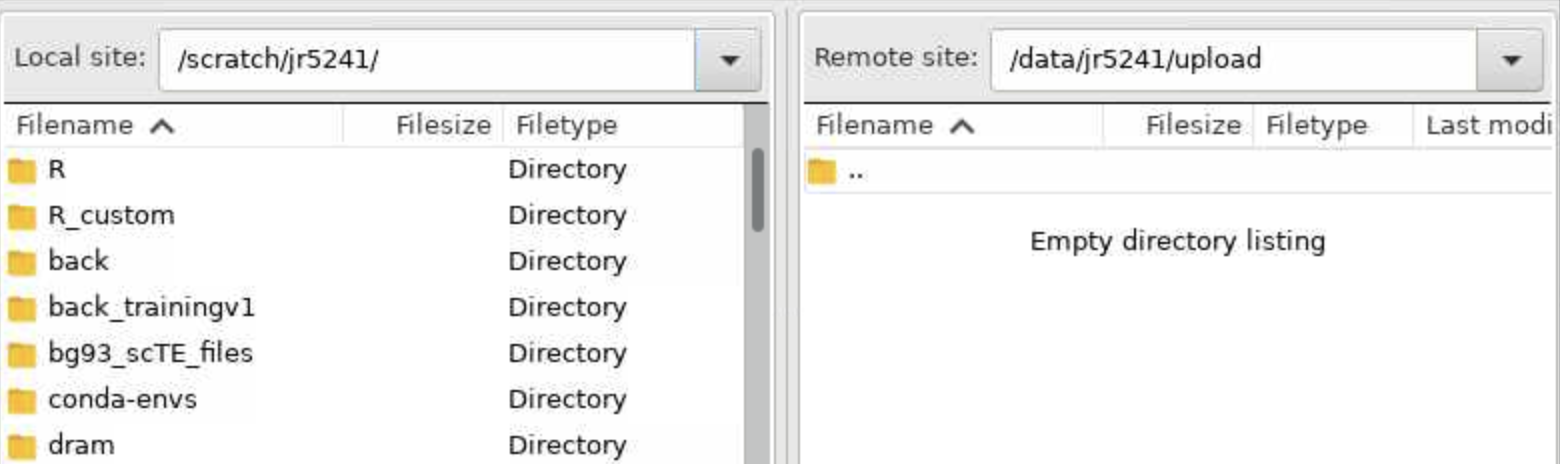 Local site: /scratch/jr5241/
Filename Filesize Filetype
R Directory
R_custom Directory
back Directory
back_trainingv1 Directory
bg93_scTE_files Directory
conda-envs Directory
dram Directory
Remote site: /data/jr5241/upload
Filename Filesize Filetype Last modi
..
Empty directory listing